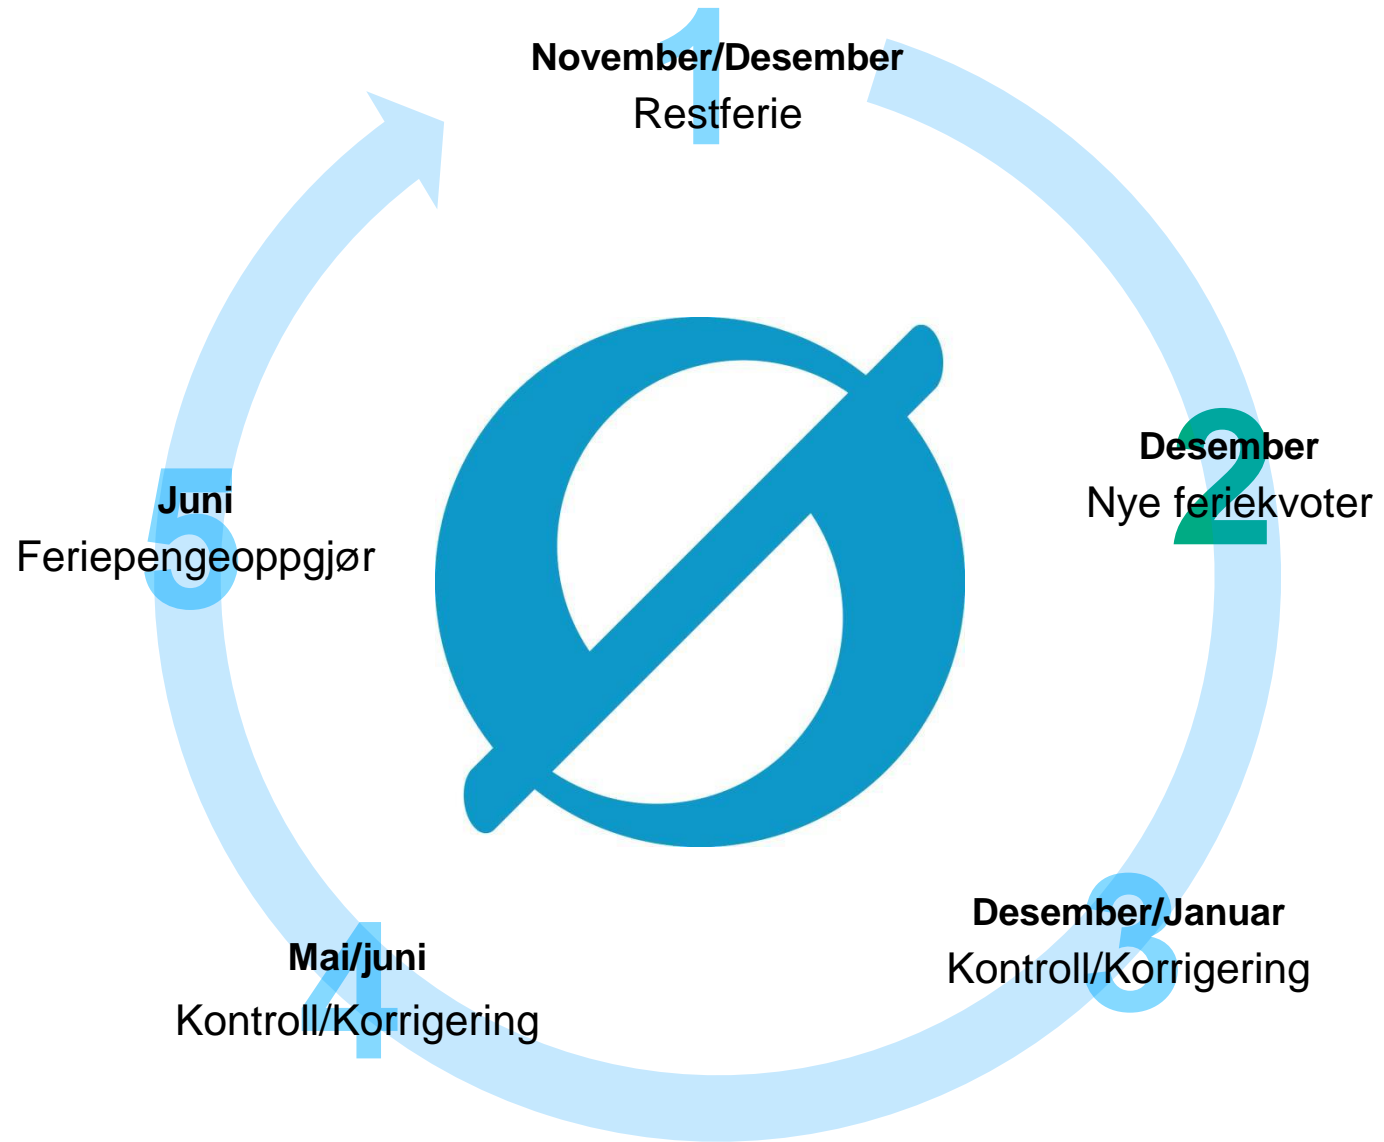 1
November/Desember
Restferie
2
Desember
Nye feriekvoter
3
Desember/Januar
Kontroll/Korrigering
4
Mai/juni
Kontroll/Korrigering
5
Juni
Feriepengeoppgjør